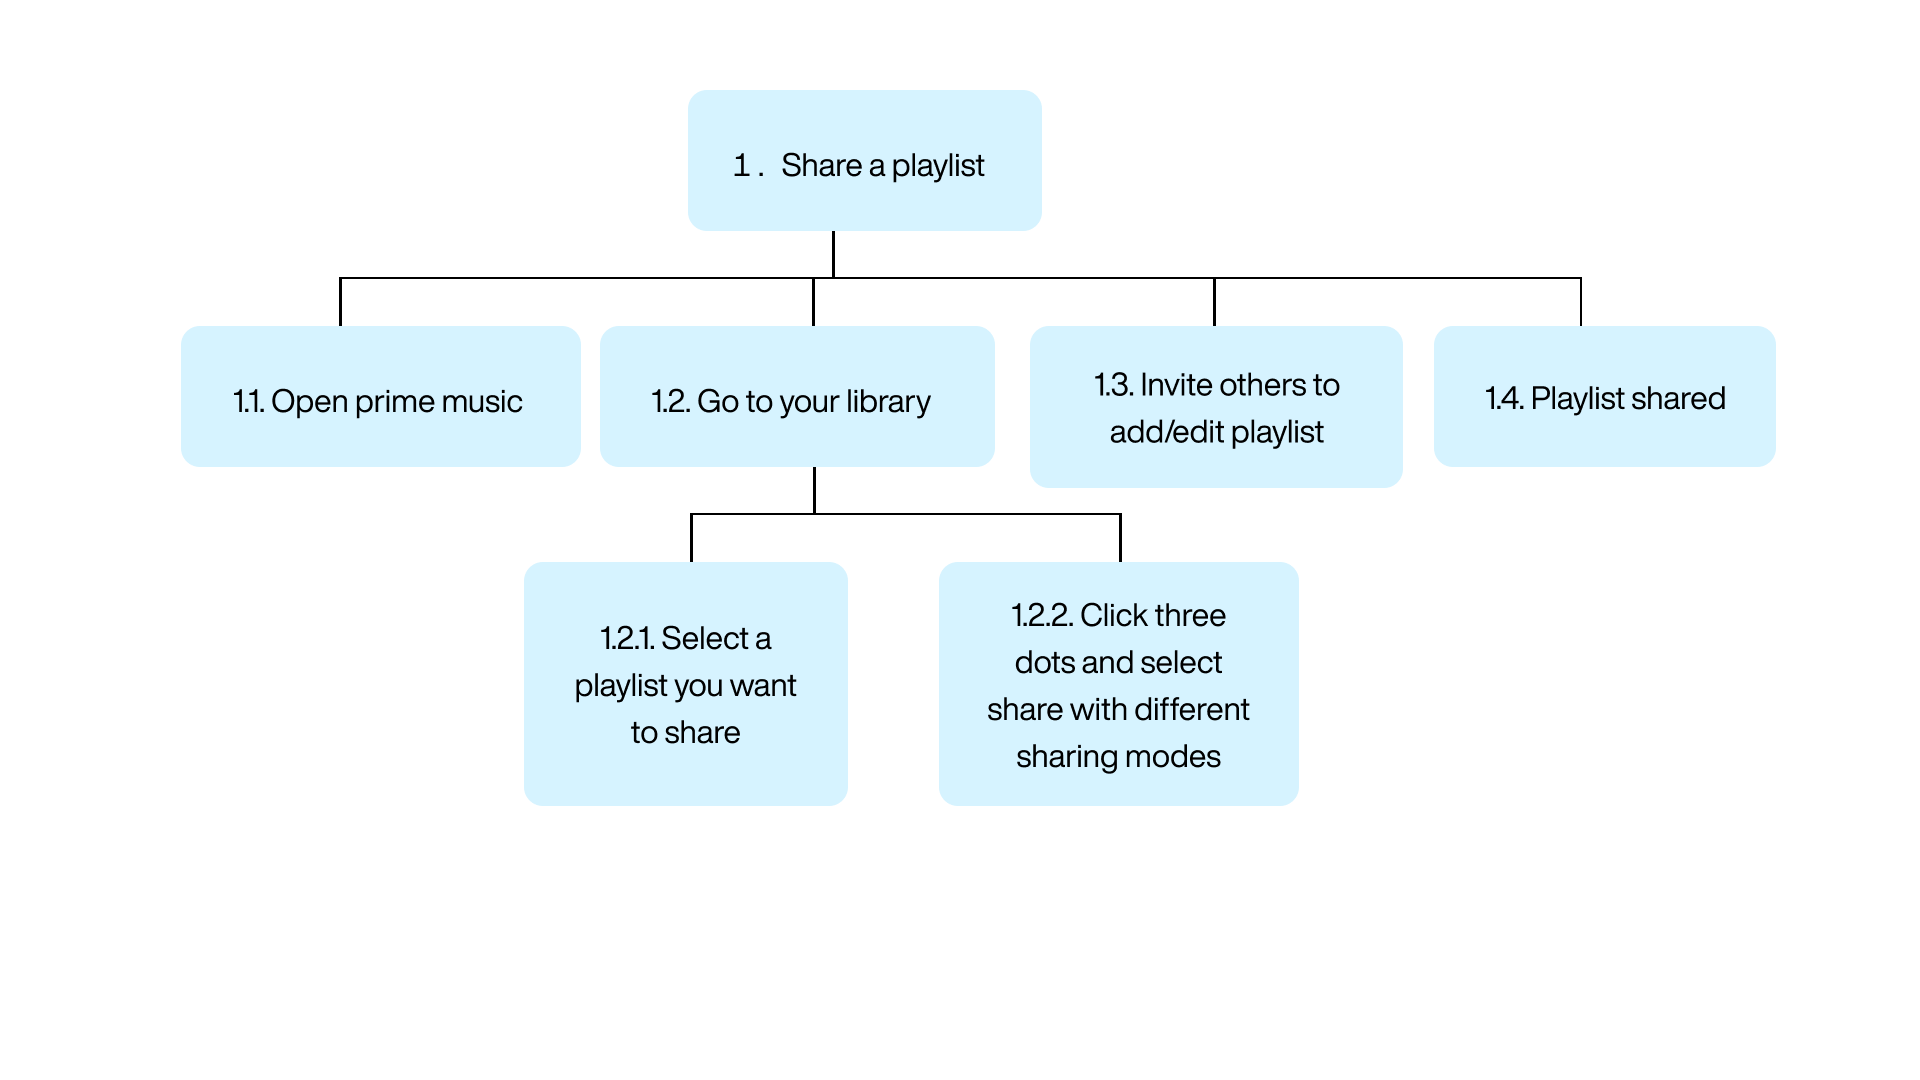 1. Share a playlist
1.1. Open prime music
1.2. Go to your library
1.3. Invite others to
add/edit playlist
1.4. Playlist shared
1.2.1. Select a
playlist you want
to share
1.2.2. Click three
dots and select
share with different
sharing modes